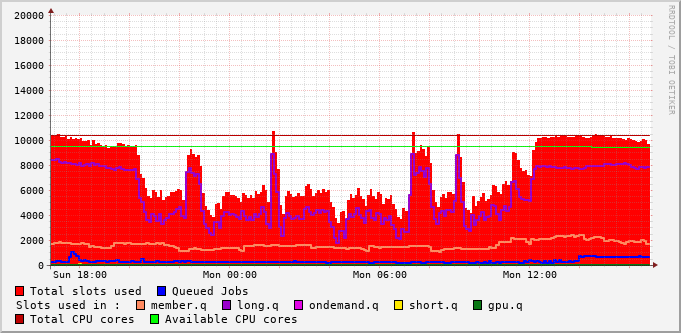 20000
18000
16000
14000
12000
10000
8000
6000
4000
2000
0
Sun 18:00 Mon 00:00 Mon 06:00 Mon 12:00
Total slots used Queued Jobs
Slots used in : member.q long.q ondemand.q short.q gpu.q
Total CPU cores Available CPU cores
RRDTOOL / TOBI OETIKER